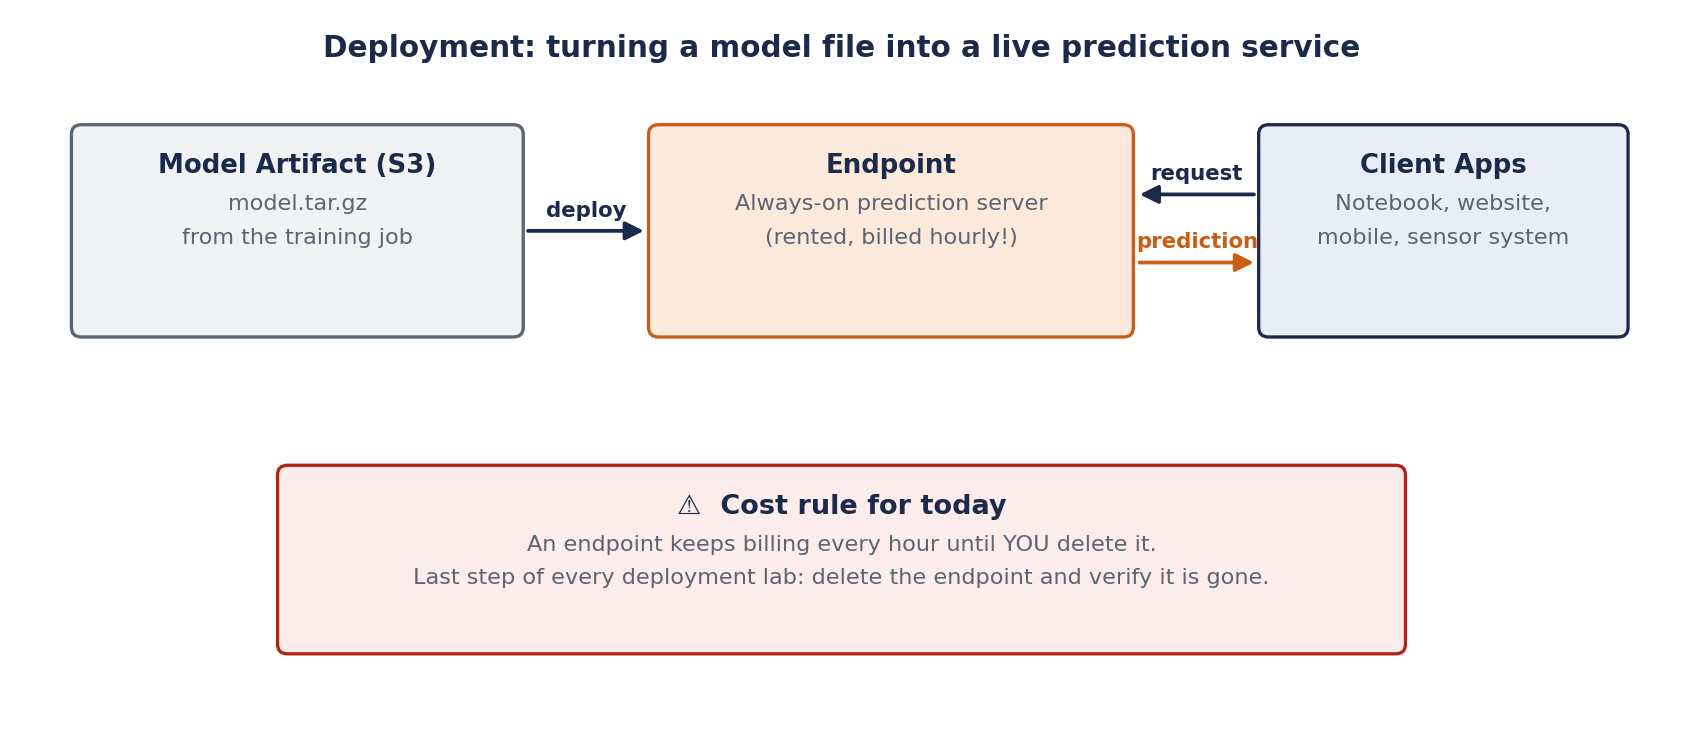 Deployment: turning a model file into a live prediction service
Model Artifact (S3)
model.tar.gz
from the training job
deploy
Endpoint
Always-on prediction server
(rented, billed hourly!)
request
prediction
Client Apps
Notebook, website,
mobile, sensor system
⚠ Cost rule for today
An endpoint keeps billing every hour until YOU delete it.
Last step of every deployment lab: delete the endpoint and verify it is gone.